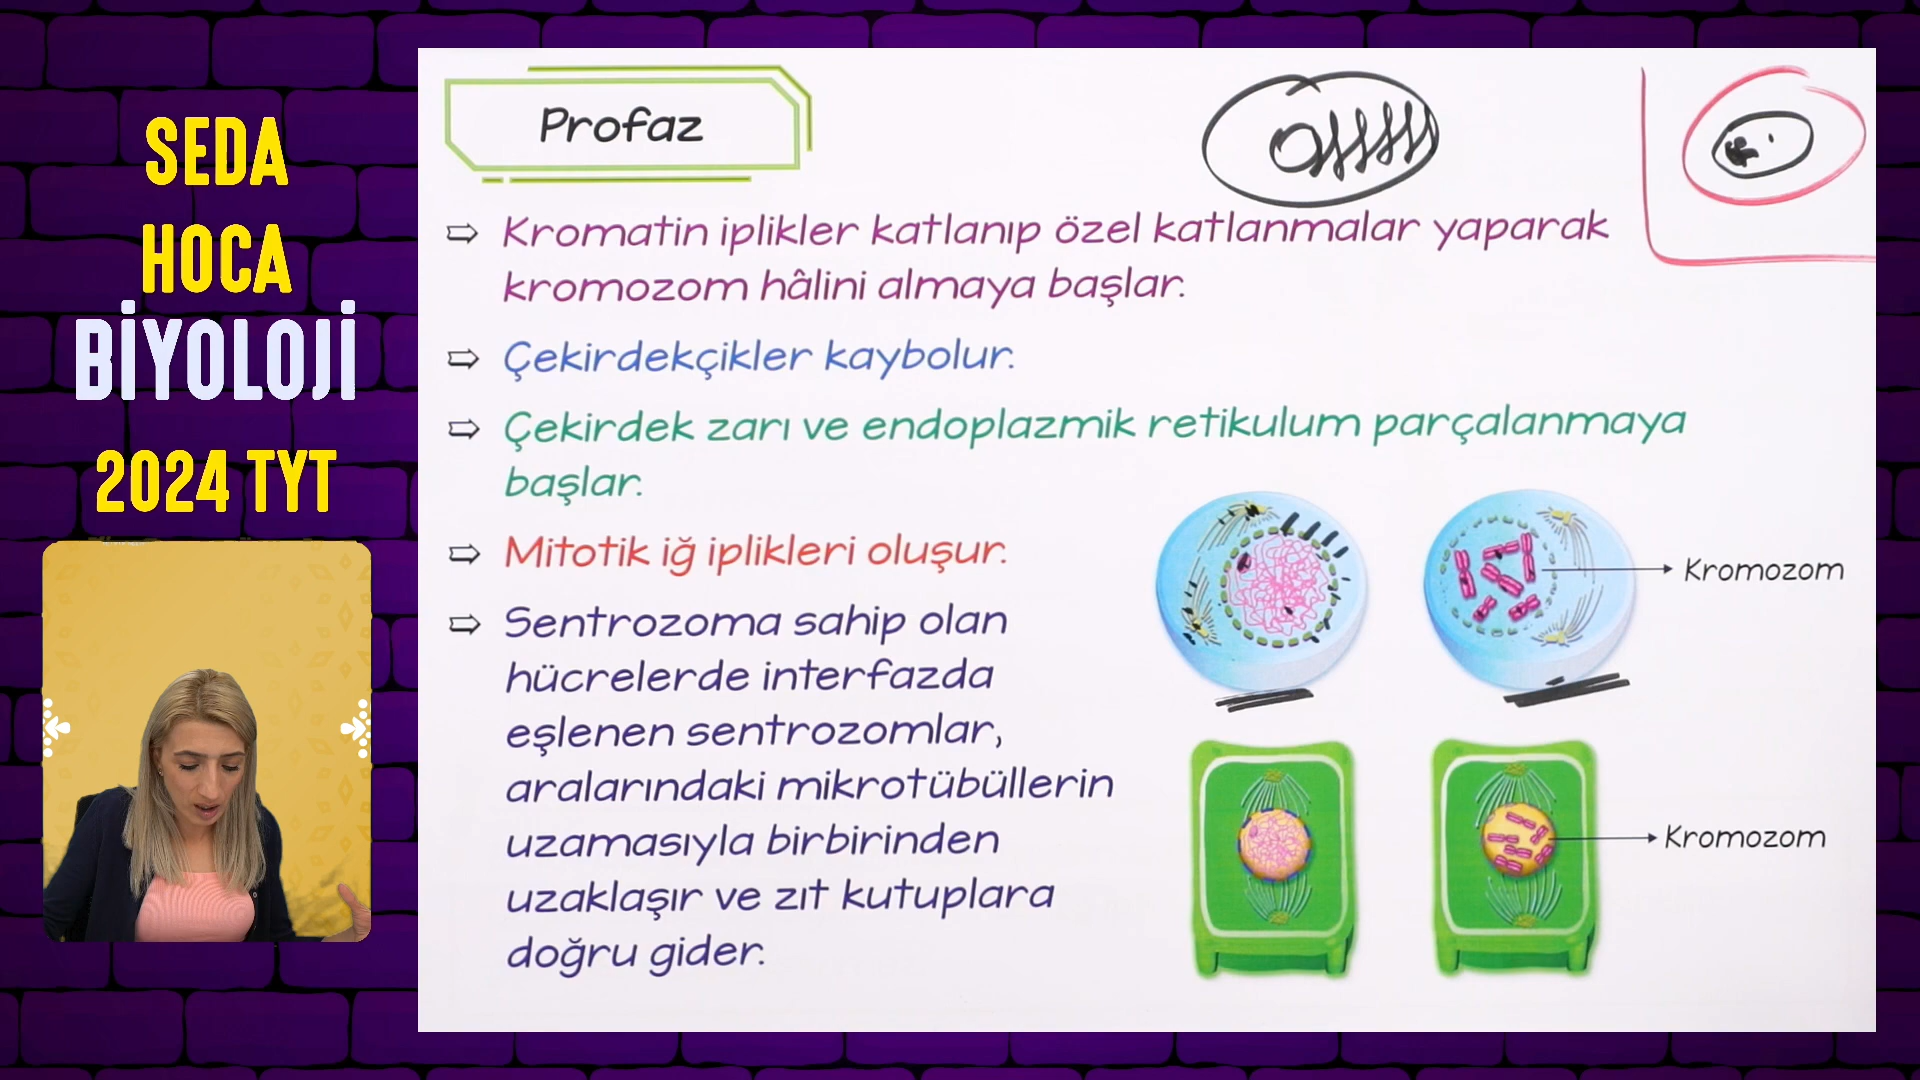 SEDA
HOCA
BİYOLOJİ
2024 TYT
Profaz
⇨ Kromatin iplikler katlanıp özel katlanmalar yaparak
kromozom hâlini almaya başlar.
⇨ Çekirdekçikler kaybolur.
⇨ Çekirdek zarı ve endoplazmik retikulum parçalanmaya
başlar.
⇨ Mitotik iğ iplikleri oluşur.
⇨ Sentrozoma sahip olan
hücrelerde interfazda
eşlenen sentrozomlar,
aralarındaki mikrotübüllerin
uzamasıyla birbirinden
uzaklaşır ve zıt kutuplara
doğru gider.
Kromozom
Kromozom